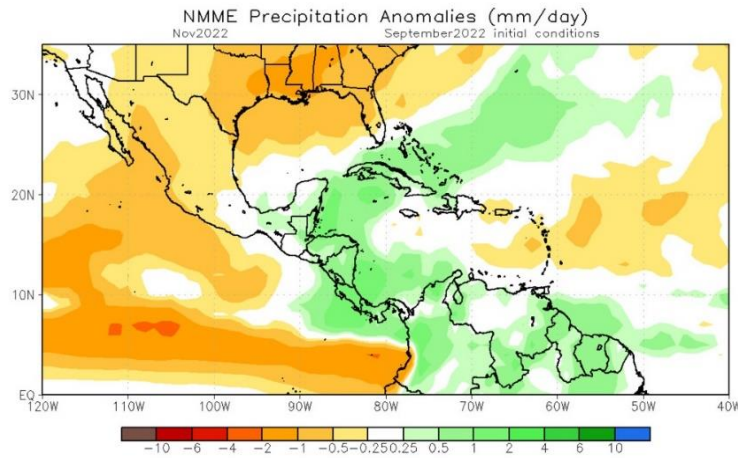 NMME Precipitation Anomalies (mm/day)
Nov2022 September2022 initial conditions
30N
20N
10N
EQ
120W 110W 100W 90W 80W 70W 60W 50W 40W
-10 -6 -4 -2 -1 -0.5 -0.25 0.25 0.5 1 2 4 6 10